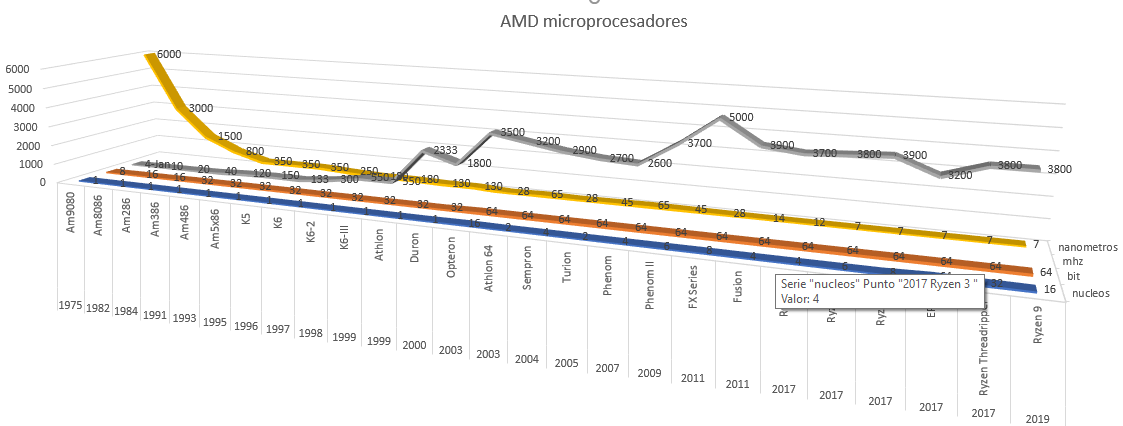 AMD microprocesadores
6000
5000
4000
3000
2000
1000
0
6000 3000 1500 800 350 350 350 250 180 180 130 130 28 65 28 45 65 45 28 14 12 7 7 7 7 7
4-Jan 10 20 40 120 150 133 300 550 550 2333 1800 3500 3200 2900 2700 2600 3700 5000 3900 3700 3800 3900 3200 3800 3800
8 16 16 32 32 32 32 32 32 32 32 32 64 64 64 64 64 64 64 64 64 64 64 64 64 64
1 1 1 1 1 1 1 1 1 1 1 4 16 2 4 2 3 4 6 8 4 4 6 8 32 16
nanometros
mhz
bit
nucleos
Serie "nucleos" Punto "2017 Ryzen 3 "
Valor: 4
Am9080
Am8086
Am286
Am386
Am486
Am5x86
K5
K6
K6-2
K6-III
Athlon
Duron
Opteron
Athlon 64
Sempron
Turion
Phenom
Phenom II
FX Series
Fusion
Ryzen Threadripper
Ryzen 9
1975 1982 1984 1991 1993 1995 1996 1997 1998 1999 1999 2000 2003 2003 2004 2005 2007 2009 2011 2011 2017 2017 2017 2017 2017 2019